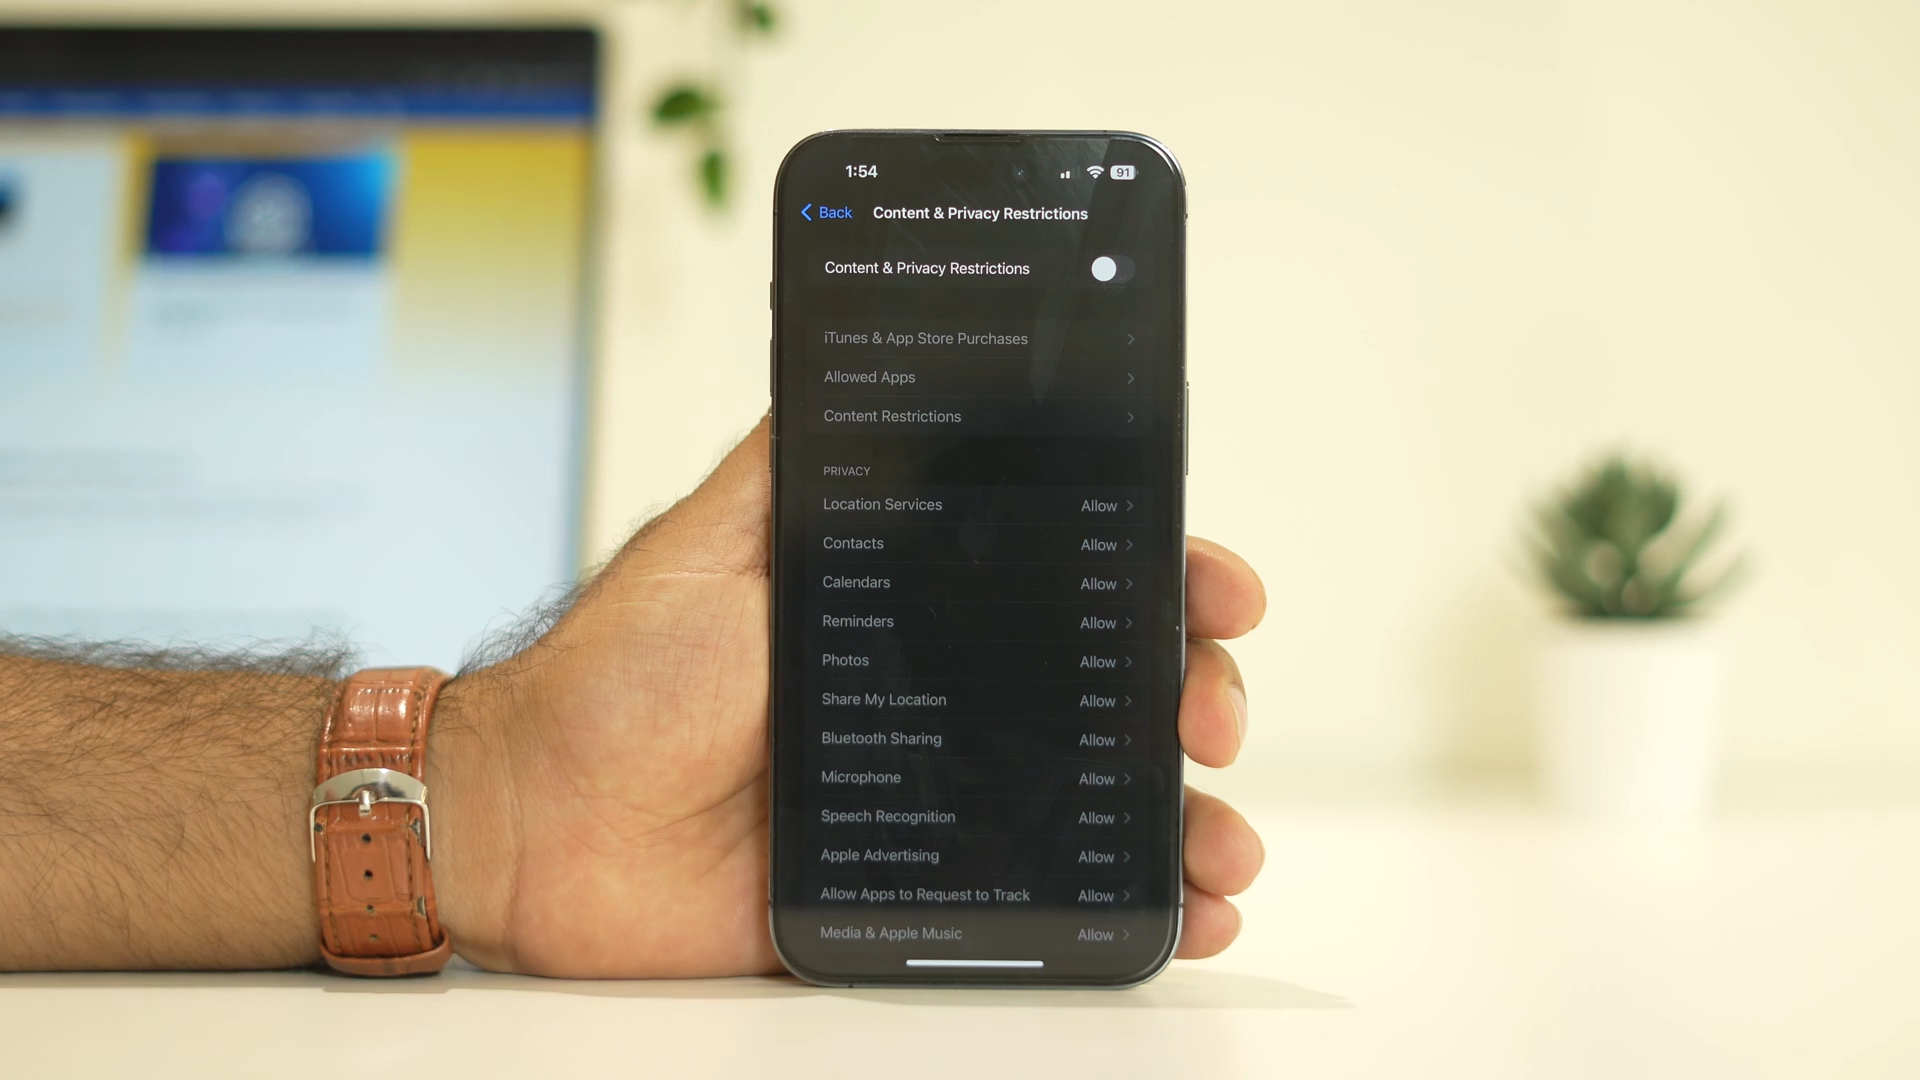 1:54
91
Back
Content & Privacy Restrictions
Content & Privacy Restrictions
iTunes & App Store Purchases
Allowed Apps
Content Restrictions
PRIVACY
Location Services Allow
Contacts Allow
Calendars Allow
Reminders Allow
Photos Allow
Share My Location Allow
Bluetooth Sharing Allow
Microphone Allow
Speech Recognition Allow
Apple Advertising Allow
Allow Apps to Request to Track Allow
Media & Apple Music Allow